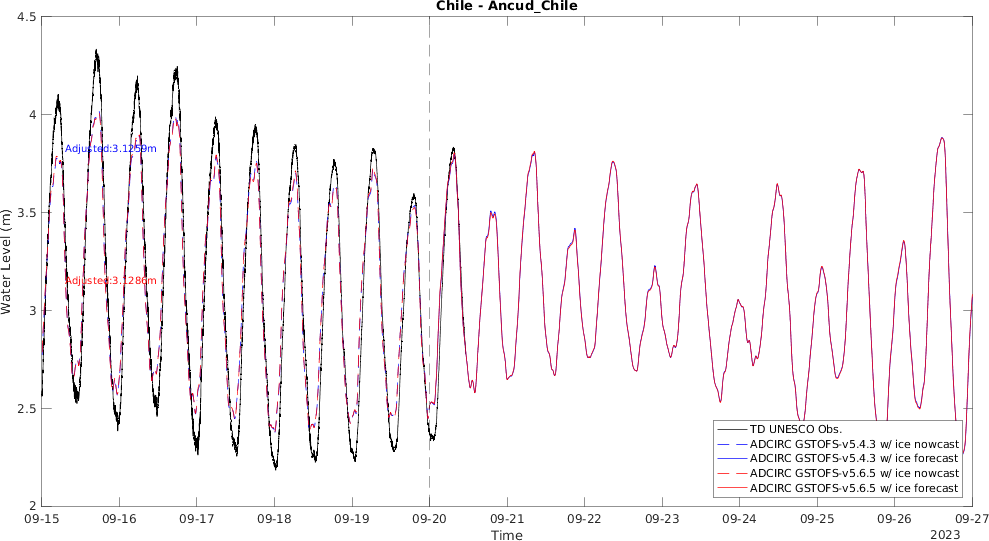 Chile - Ancud_Chile
4.5
4
3.5
3
2.5
2
Water Level (m)
Adjusted:3.1259m
Adjusted:3.1286m
TD UNESCO Obs.
ADCIRC GSTOFS-v5.4.3 w/ ice nowcast
ADCIRC GSTOFS-v5.4.3 w/ ice forecast
ADCIRC GSTOFS-v5.6.5 w/ ice nowcast
ADCIRC GSTOFS-v5.6.5 w/ ice forecast
09-15 09-16 09-17 09-18 09-19 09-20 09-21 09-22 09-23 09-24 09-25 09-26 09-27
Time
2023